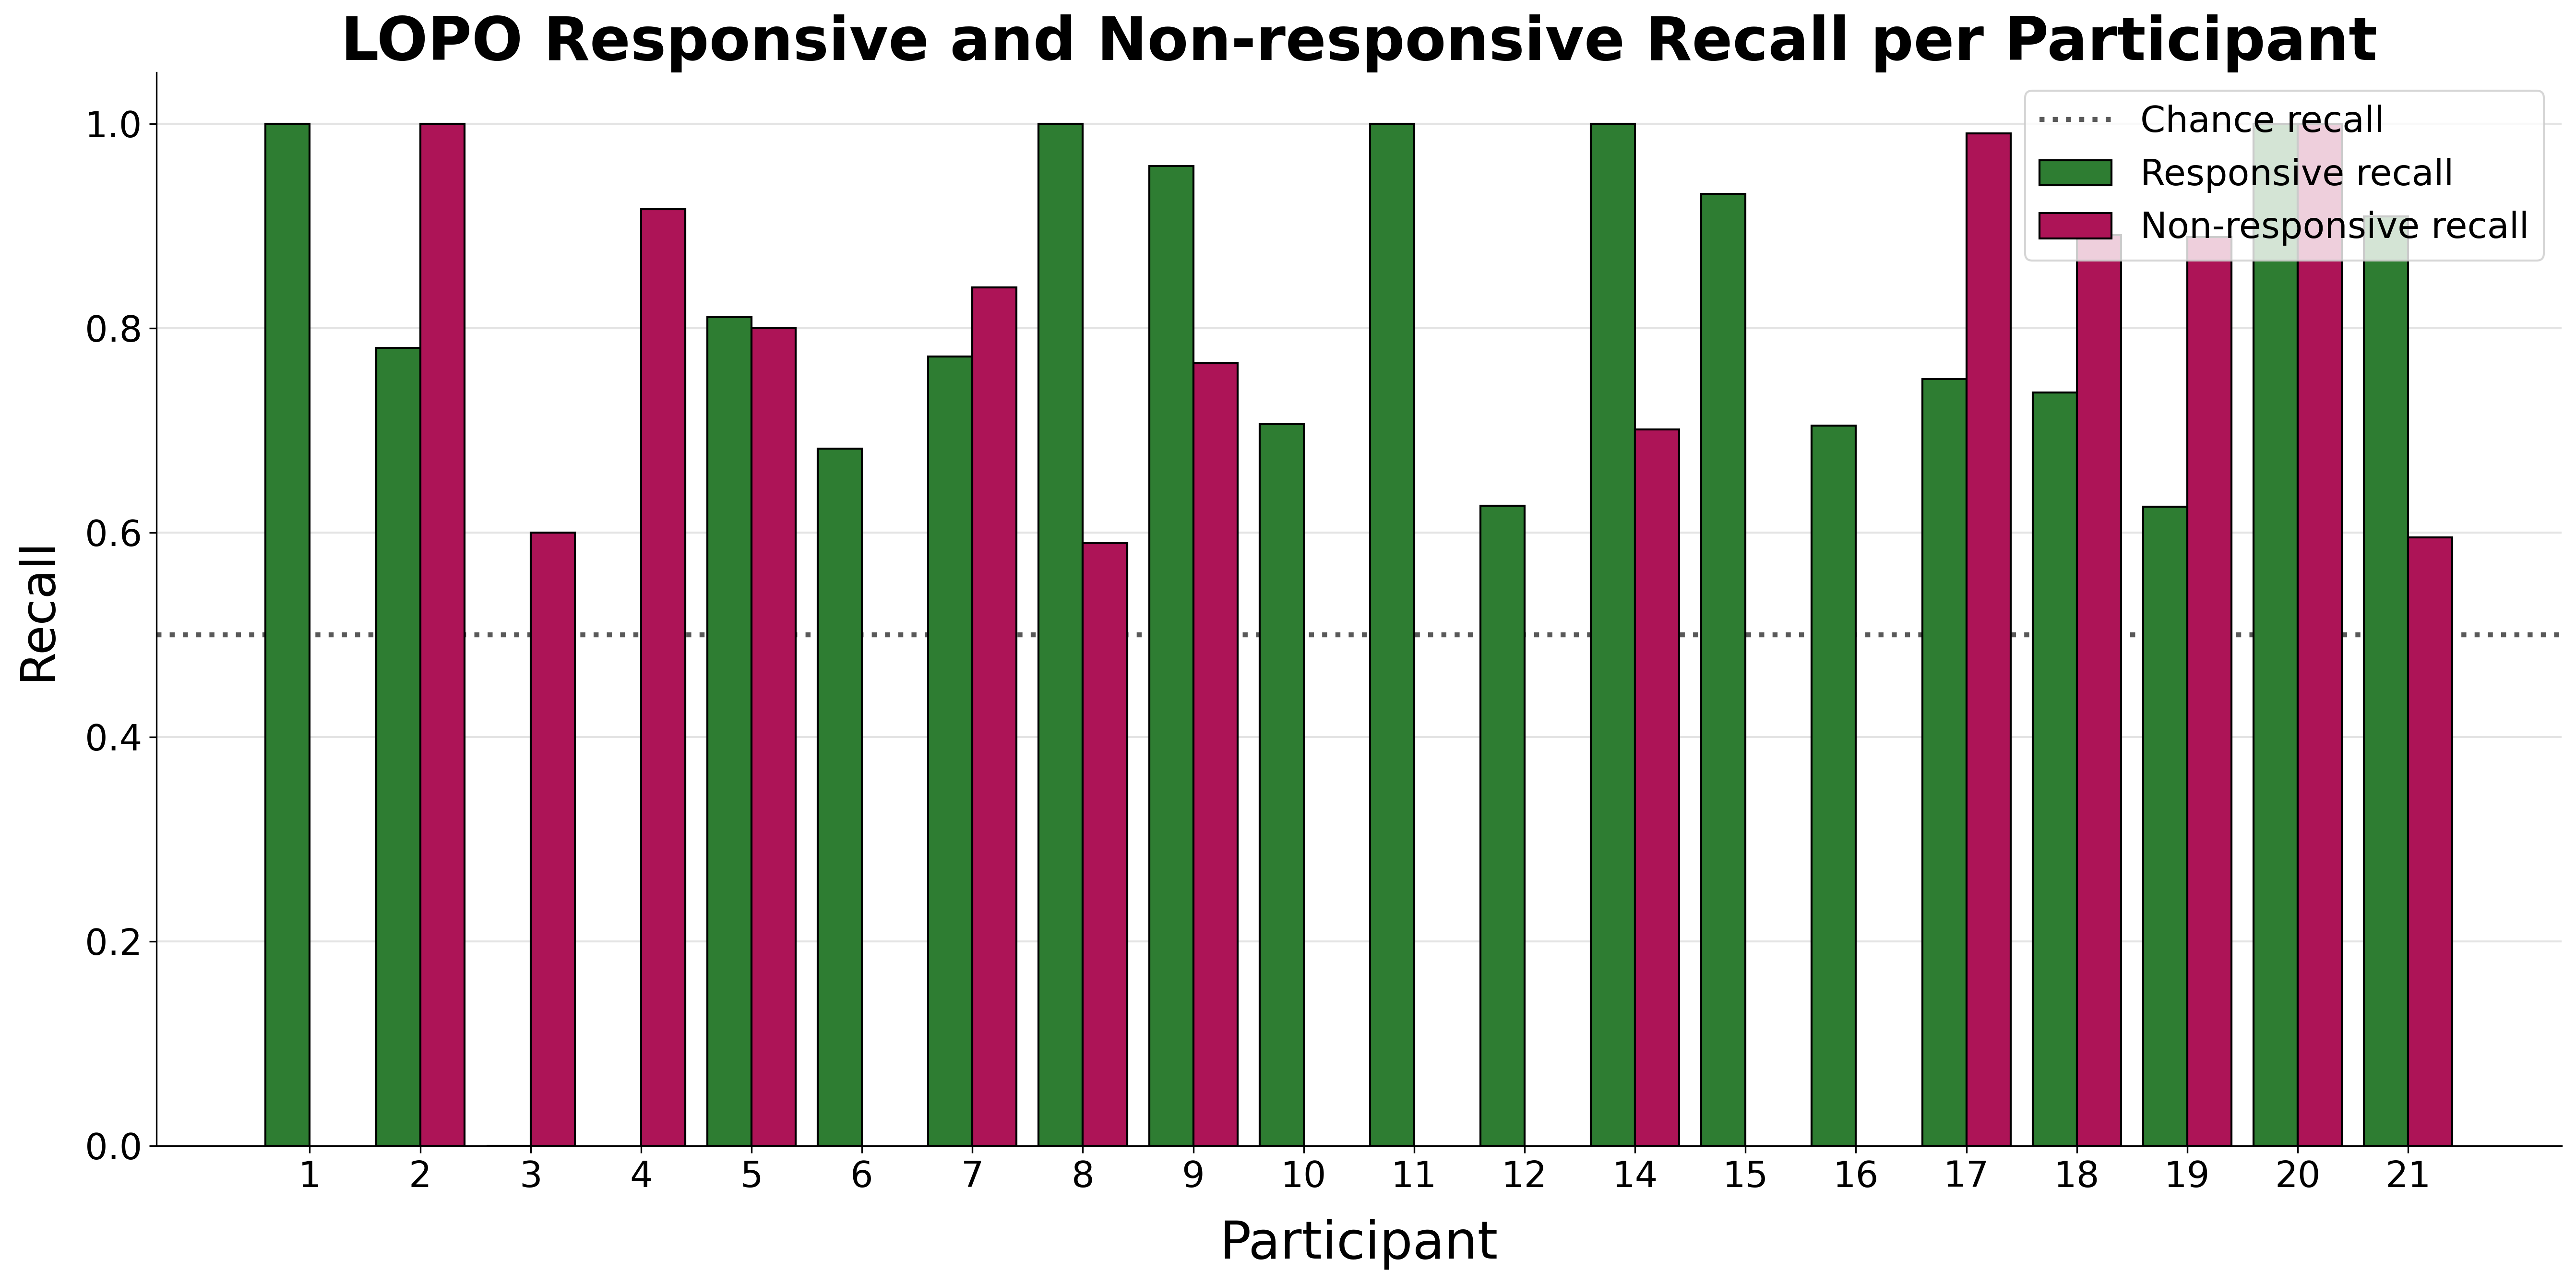 LOPO Responsive and Non-responsive Recall per Participant
Chance recall
Responsive recall
Non-responsive recall
1.0
0.8
0.6
0.4
0.2
0.0
Recall
1 2 3 4 5 6 7 8 9 10 11 12 14 15 16 17 18 19 20 21
Participant